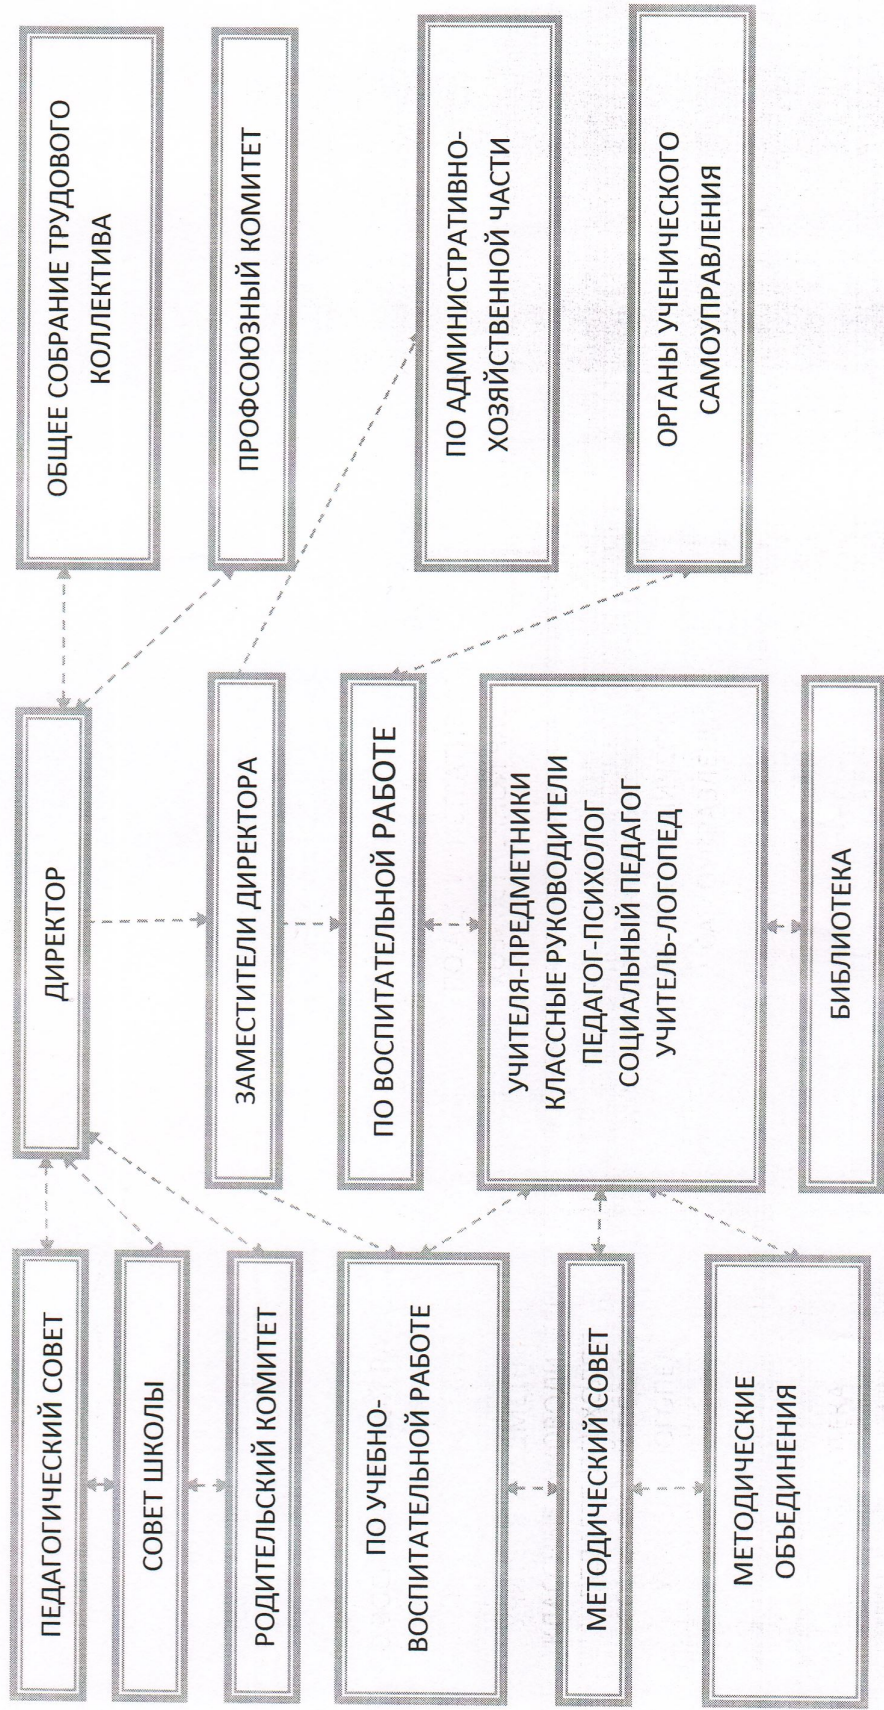 ДИРЕКТОР
ПЕДАГОГИЧЕСКИЙ СОВЕТ
СОВЕТ ШКОЛЫ
РОДИТЕЛЬСКИЙ КОМИТЕТ
ОБЩЕЕ СОБРАНИЕ ТРУДОВОГО
КОЛЛЕКТИВА
ПРОФСОЮЗНЫЙ КОМИТЕТ
ЗАМЕСТИТЕЛИ ДИРЕКТОРА
ПО УЧЕБНО-
ВОСПИТАТЕЛЬНОЙ РАБОТЕ
ПО ВОСПИТАТЕЛЬНОЙ РАБОТЕ
ПО АДМИНИСТРАТИВНО-
ХОЗЯЙСТВЕННОЙ ЧАСТИ
МЕТОДИЧЕСКИЙ СОВЕТ
УЧИТЕЛЯ-ПРЕДМЕТНИКИ
КЛАССНЫЕ РУКОВОДИТЕЛИ
ПЕДАГОГ-ПСИХОЛОГ
СОЦИАЛЬНЫЙ ПЕДАГОГ
УЧИТЕЛЬ-ЛОГОПЕД
ОРГАНЫ УЧЕНИЧЕСКОГО
САМОУПРАВЛЕНИЯ
МЕТОДИЧЕСКИЕ
ОБЪЕДИНЕНИЯ
БИБЛИОТЕКА